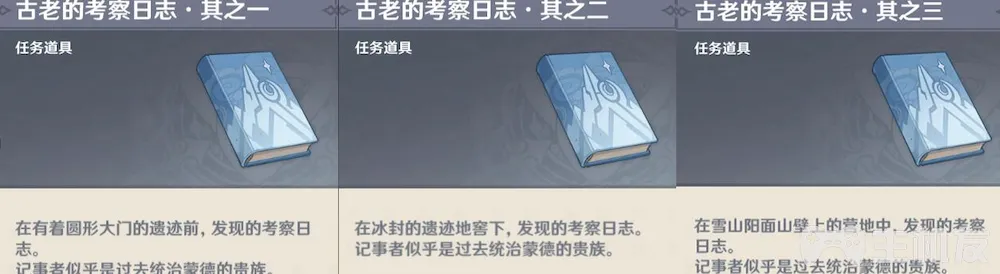 古老的考察日志·其之一
任务道具
在有着圆形大门的遗迹前,发现的考察日
志。
记事者似乎是过去统治蒙德的贵族。
古老的考察日志·其之二
任务道具
在冰封的遗迹地窖下,发现的考察日志。
记事者似乎是过去统治蒙德的贵族。
古老的考察日志·其之三
任务道具
在雪山阳面山壁上的营地中,发现的考察
日志。
记事者似乎是过去统治蒙德的贵族。